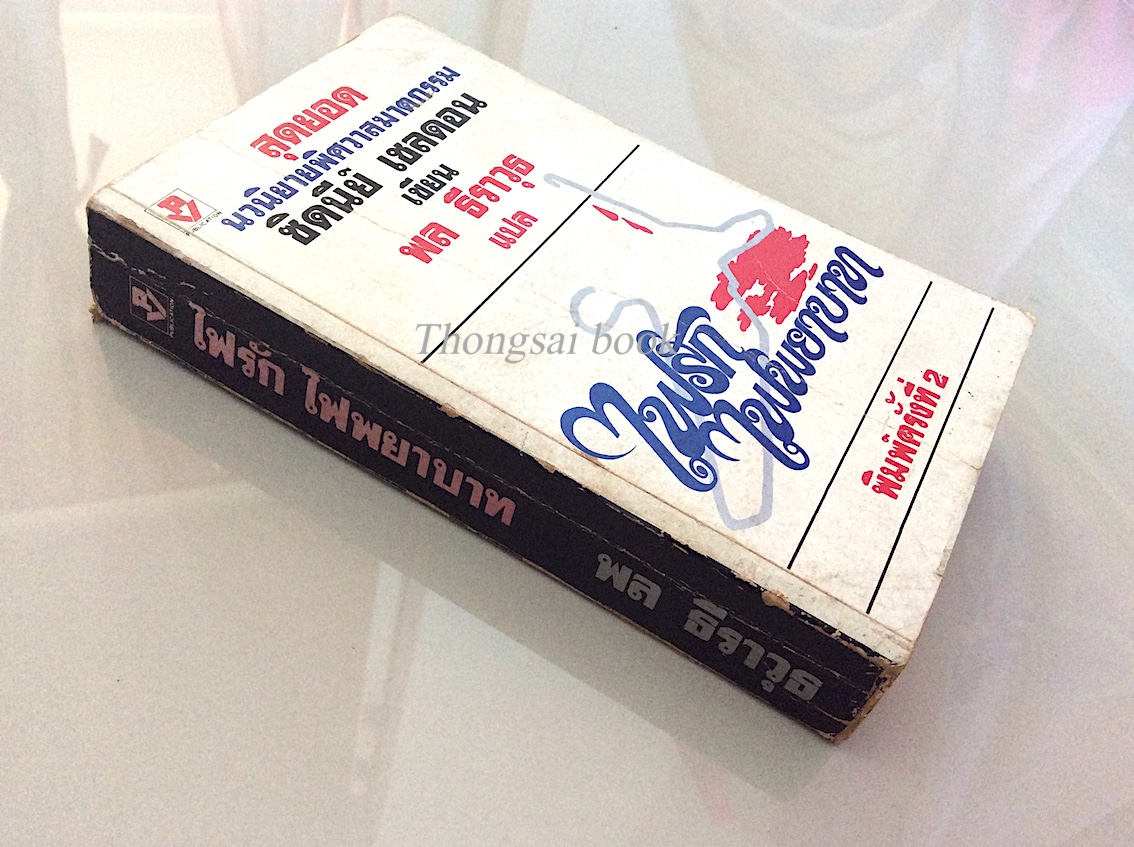 สุดยอด
นวนิยายพิศวาสฆาตกรรม
ซิดนีย์ เชลดอน
เขียน
พล ธีราวุธ
แปล
ไฟรัก
ไฟพยาบาท
พิมพ์ครั้งที่ 2
PUBLICATION
Thongsai book
PUBLICATION
ไฟรัก ไฟพยาบาท
พล ธีราวุธ